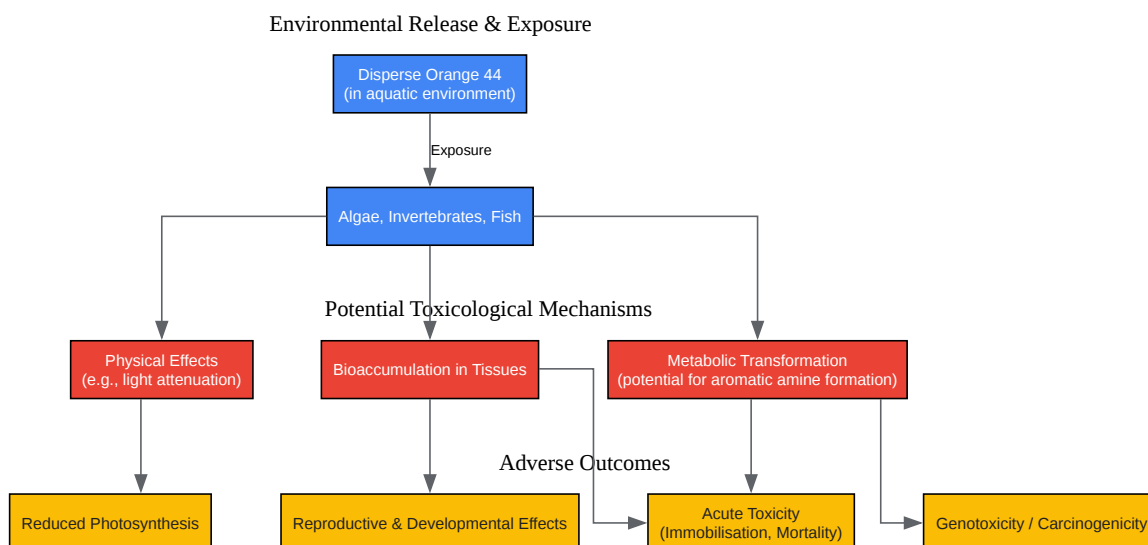 Environmental Release & Exposure
Disperse Orange 44
(in aquatic environment)
Exposure
Algae, Invertebrates, Fish
Potential Toxicological Mechanisms
Physical Effects
(e.g., light attenuation)
Bioaccumulation in Tissues
Metabolic Transformation
(potential for aromatic amine formation)
Adverse Outcomes
Reduced Photosynthesis
Reproductive & Developmental Effects
Acute Toxicity
(Immobilisation, Mortality)
Genotoxicity / Carcinogenicity